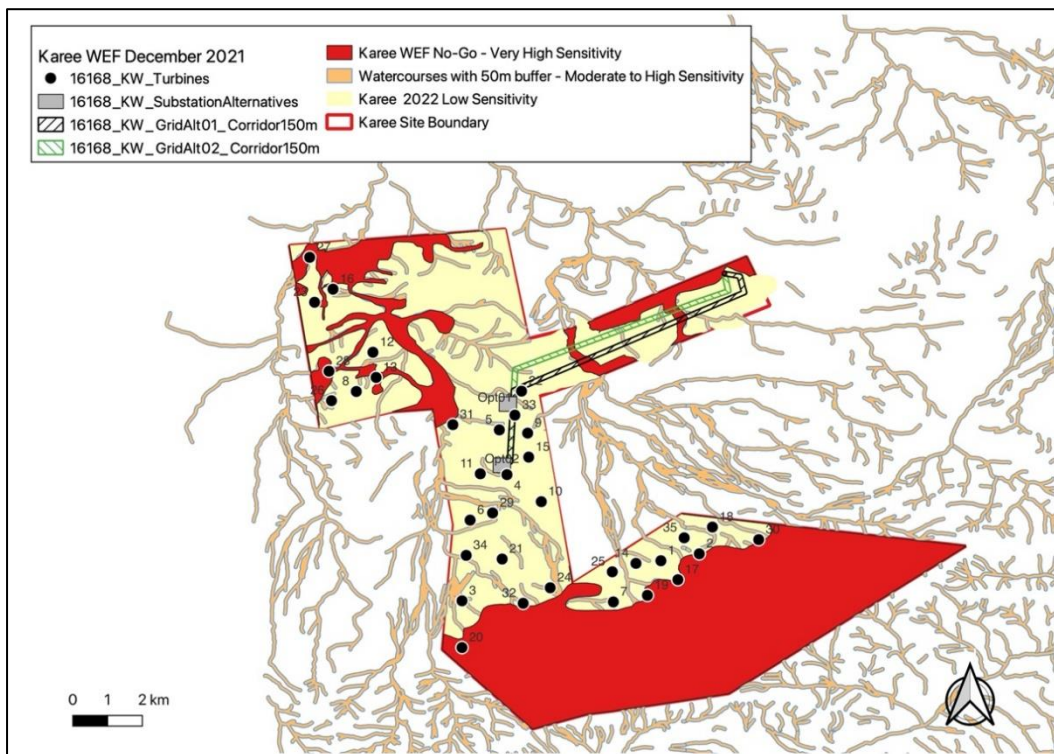 Karee WEF December 2021
16168_KW_Turbines
16168_KW_SubstationAlternatives
16168_KW_GridAlt01_Corridor150m
16168_KW_GridAlt02_Corridor150m
Karee WEF No-Go - Very High Sensitivity
Watercourses with 50m buffer - Moderate to High Sensitivity
Karee 2022 Low Sensitivity
Karee Site Boundary
16
12
13
28
8
26
Opt01
33
31
5
9
15
Opt02
11
4
10
29
6
18
35
30
2
34
21
14
1
25
17
24
19
3
32
7
20
0 1 2 km